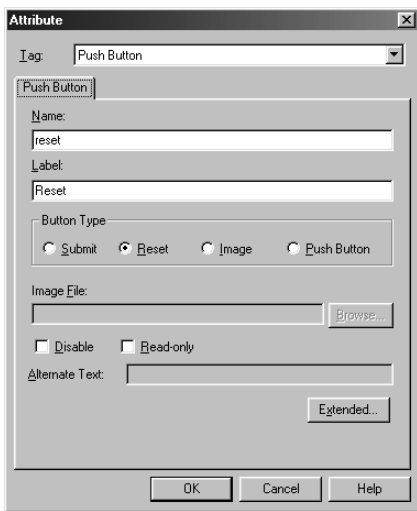 Attribute
Tag: Push Button
Push Button
Name:
reset
Label:
Reset
Button Type
Submit Reset Image Push Button
Image File:
Browse...
Disable Read-only
Alternate Text:
Extended...
OK Cancel Help